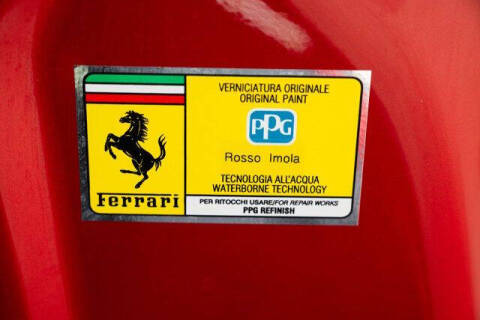 VERNICIATURA ORIGINALE
ORIGINAL PAINT
PPG
Rosso Imola
TECNOLOGIA ALL'ACQUA
WATERBORNE TECHNOLOGY
Ferrari
PER RITOCCHI USARE/FOR REPAIR WORKS
PPG REFINISH